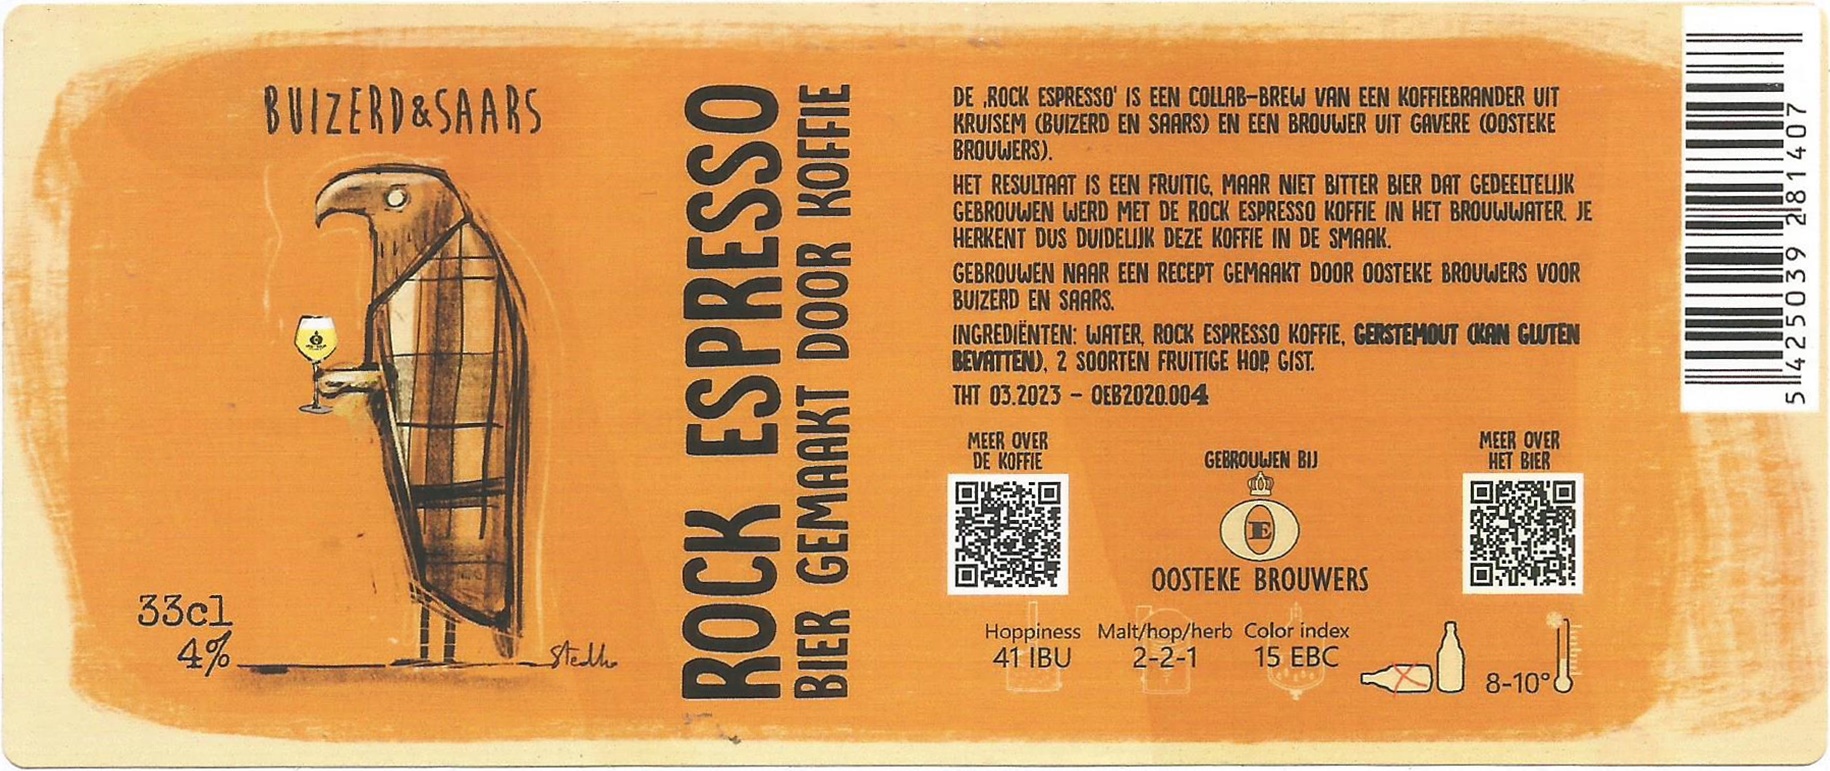 BUIZERD&SAARS
33cl
4%
ROCK ESPRESSO
BIER GEMAAKT DOOR KOFFIE
DE ‚ROCK ESPRESSO' IS EEN COLLAB-BREW VAN EEN KOFFIEBRANDER UIT
KRUISEM (BUIZERD EN SAARS) EN EEN BROUWER UIT GAVERE (OOSTEKE
BROUWERS).
HET RESULTAAT IS EEN FRUITIG, MAAR NIET BITTER BIER DAT GEDEELTELIJK
GEBROUWEN WERD MET DE ROCK ESPRESSO KOFFIE IN HET BROUWWATER. JE
HERKENT DUS DUIDELIJK DEZE KOFFIE IN DE SMAAK.
GEBROUWEN NAAR EEN RECEPT GEMAAKT DOOR OOSTEKE BROUWERS VOOR
BUIZERD EN SAARS.
INGREDIËNTEN: WATER, ROCK ESPRESSO KOFFIE, GERSTEMOUT (KAN GLUTEN
BEVATTEN), 2 SOORTEN FRUITIGE HOP, GIST.
THT 03.2023 - OEB2020.004
MEER OVER
DE KOFFIE
GEBROUWEN BIJ
OE
OOSTEKE BROUWERS
MEER OVER
HET BIER
Hoppiness
41 IBU
Malt/hop/herb
2-2-1
Color index
15 EBC
8-10°
5 425039 281407